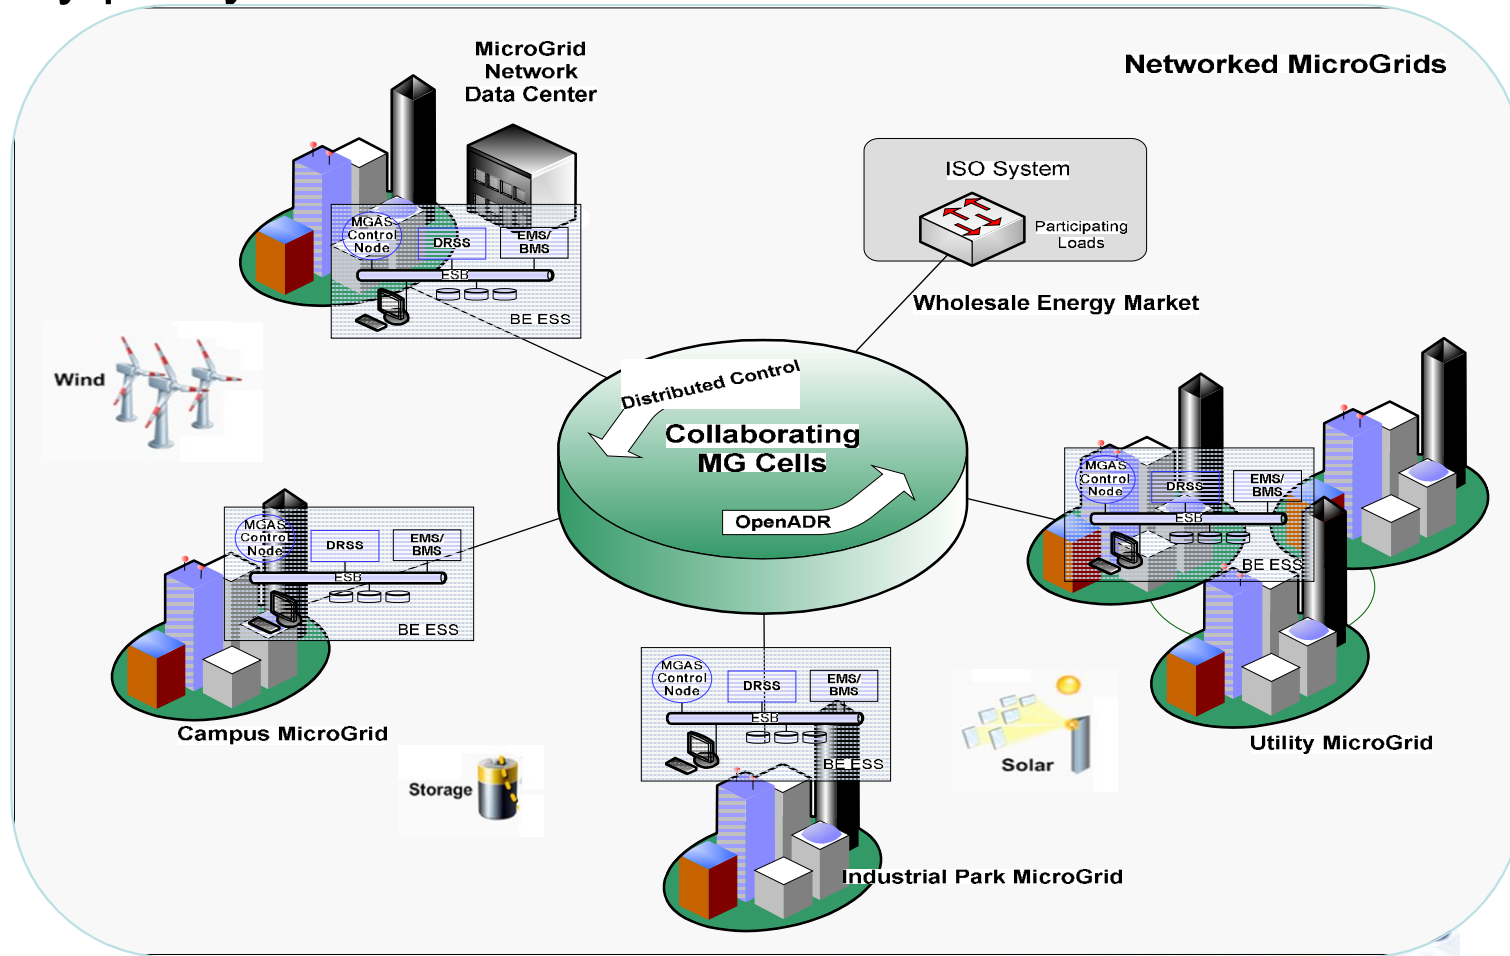 MicroGrid
Network
Data Center
Networked MicroGrids
ISO System
Participating
Loads
Wholesale Energy Market
MGAS
Control
Node
DRSS
EMS/
BMS
ESB
BE ESS
Wind
Distributed Control
Collaborating
MG Cells
OpenADR
MGAS
Control
Node
DRSS
EMS/
BMS
ESB
BE ESS
Utility MicroGrid
MGAS
Control
Node
DRSS
EMS/
BMS
ESB
BE ESS
Campus MicroGrid
Storage
MGAS
Control
Node
DRSS
EMS/
BMS
ESB
BE ESS
Industrial Park MicroGrid
Solar